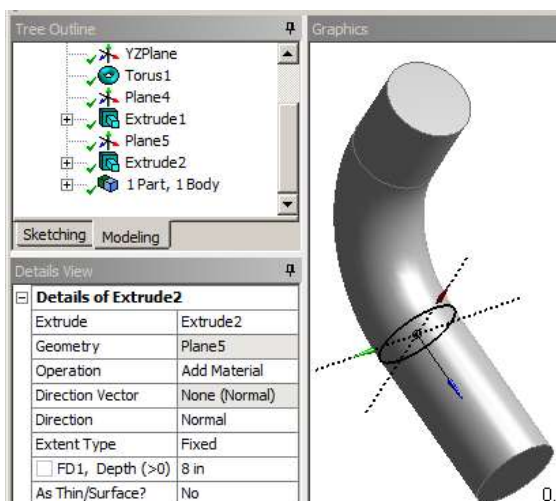 Tree Outline
YZPlane
Torus1
Plane4
Extrude1
Plane5
Extrude2
1 Part, 1 Body
Sketching Modeling
Details View
Details of Extrude2
Extrude Extrude2
Geometry Plane5
Operation Add Material
Direction Vector None (Normal)
Direction Normal
Extent Type Fixed
FD1, Depth (>0) 8 in
As Thin/Surface? No
Graphics
0